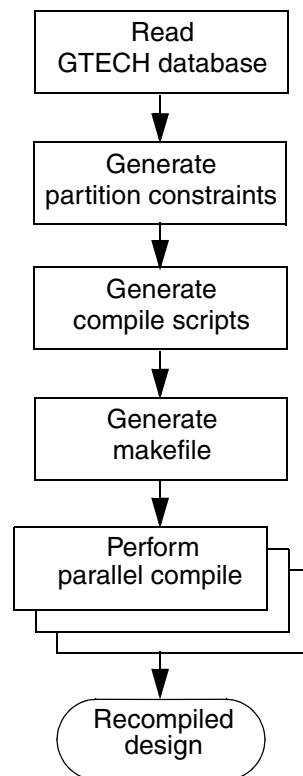 Read
GTECH database
Generate
partition constraints
Generate
compile scripts
Generate
makefile
Perform
parallel compile
Recompiled
design